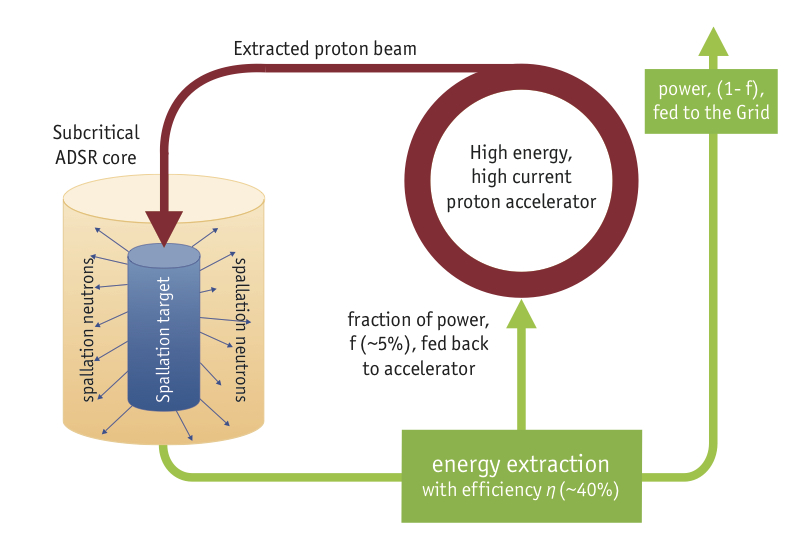 Extracted proton beam
power, (1- f),
fed to the Grid
Subcritical
ADSR core
High energy,
high current
proton accelerator
spallation neutrons
Spallation target
spallation neutrons
fraction of power,
f (~5%), fed back
to accelerator
energy extraction
with efficiency η (~40%)